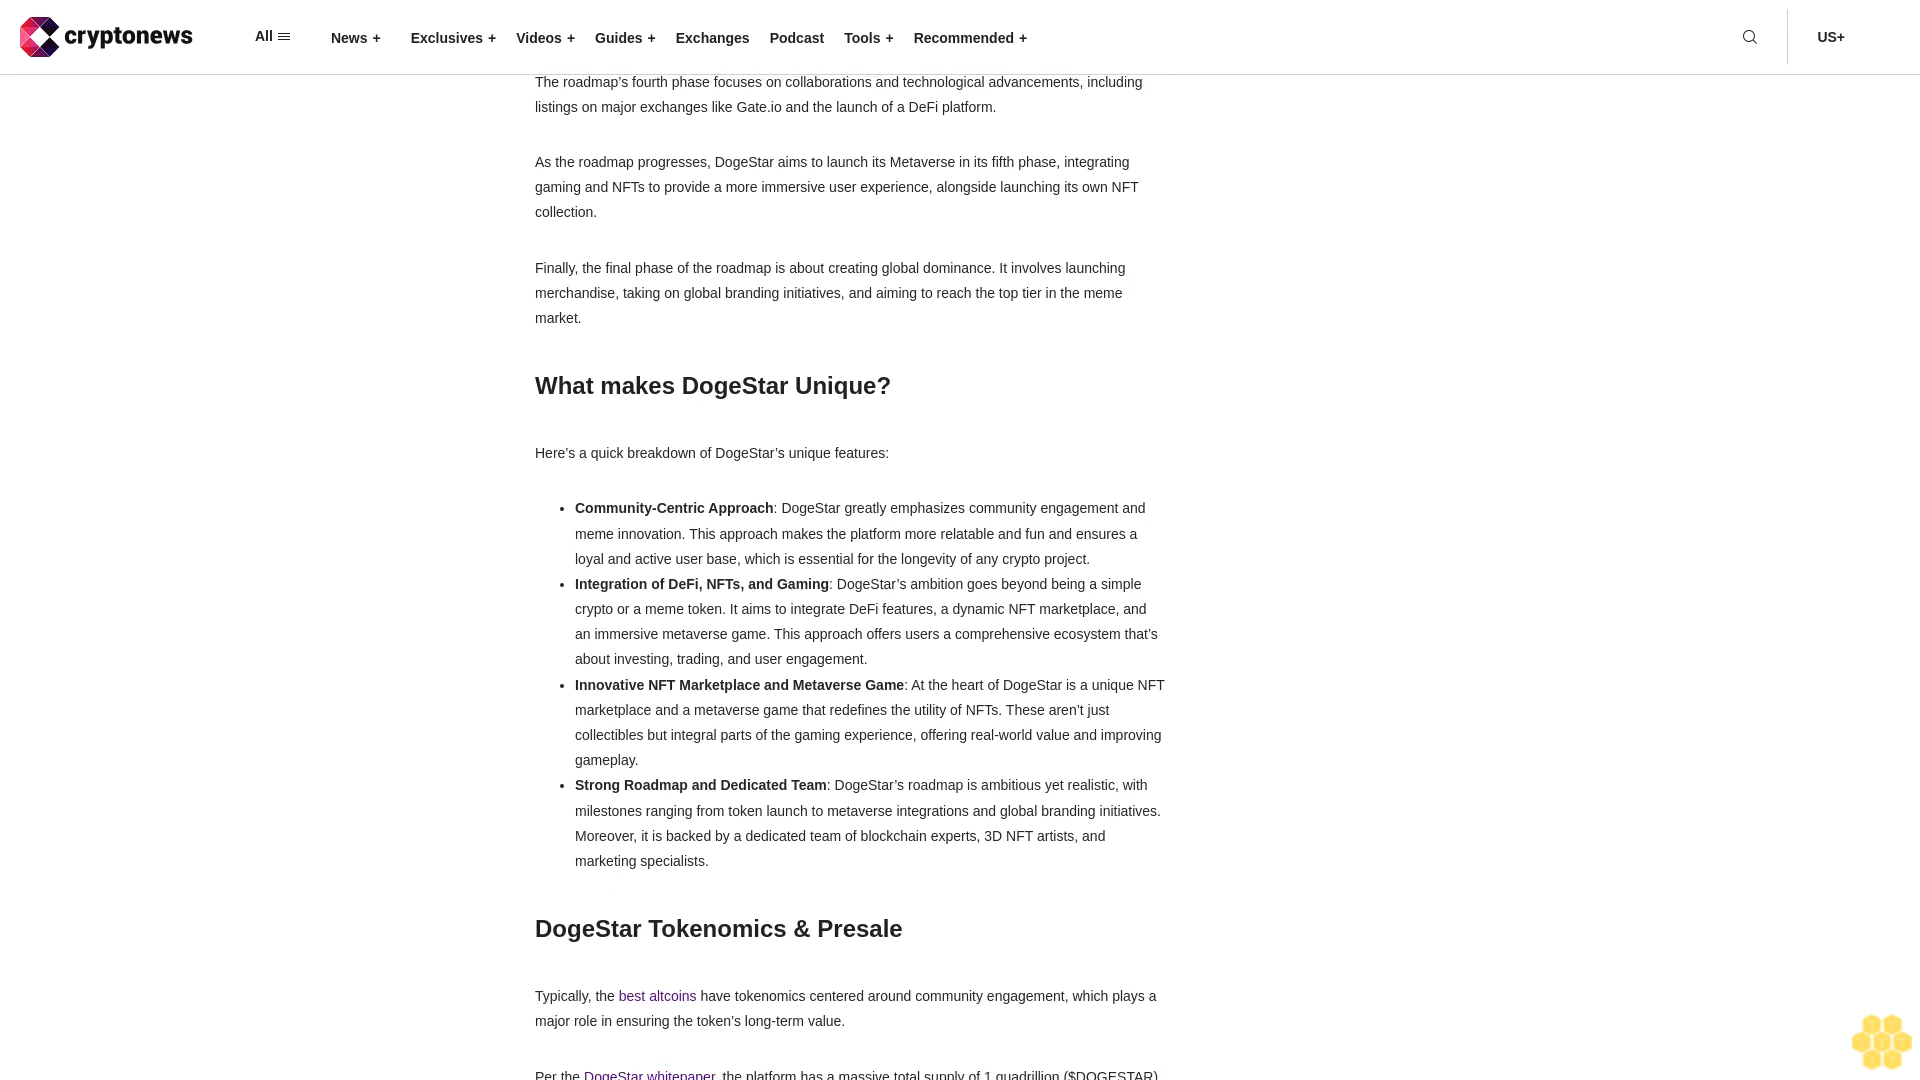 cryptonews
All
News +
Exclusives +
Videos +
Guides +
Exchanges
Podcast
Tools +
Recommended +
US+
The roadmap’s fourth phase focuses on collaborations and technological advancements, including
listings on major exchanges like Gate.io and the launch of a DeFi platform.
As the roadmap progresses, DogeStar aims to launch its Metaverse in its fifth phase, integrating
gaming and NFTs to provide a more immersive user experience, alongside launching its own NFT
collection.
Finally, the final phase of the roadmap is about creating global dominance. It involves launching
merchandise, taking on global branding initiatives, and aiming to reach the top tier in the meme
market.
What makes DogeStar Unique?
Here’s a quick breakdown of DogeStar’s unique features:
Community-Centric Approach: DogeStar greatly emphasizes community engagement and
meme innovation. This approach makes the platform more relatable and fun and ensures a
loyal and active user base, which is essential for the longevity of any crypto project.
Integration of DeFi, NFTs, and Gaming: DogeStar’s ambition goes beyond being a simple
crypto or a meme token. It aims to integrate DeFi features, a dynamic NFT marketplace, and
an immersive metaverse game. This approach offers users a comprehensive ecosystem that’s
about investing, trading, and user engagement.
Innovative NFT Marketplace and Metaverse Game: At the heart of DogeStar is a unique NFT
marketplace and a metaverse game that redefines the utility of NFTs. These aren’t just
collectibles but integral parts of the gaming experience, offering real-world value and improving
gameplay.
Strong Roadmap and Dedicated Team: DogeStar’s roadmap is ambitious yet realistic, with
milestones ranging from token launch to metaverse integrations and global branding initiatives.
Moreover, it is backed by a dedicated team of blockchain experts, 3D NFT artists, and
marketing specialists.
DogeStar Tokenomics & Presale
Typically, the best altcoins have tokenomics centered around community engagement, which plays a
major role in ensuring the token’s long-term value.
Per the DogeStar whitepaper, the platform has a massive total supply of 1 quadrillion ($DOGESTAR)